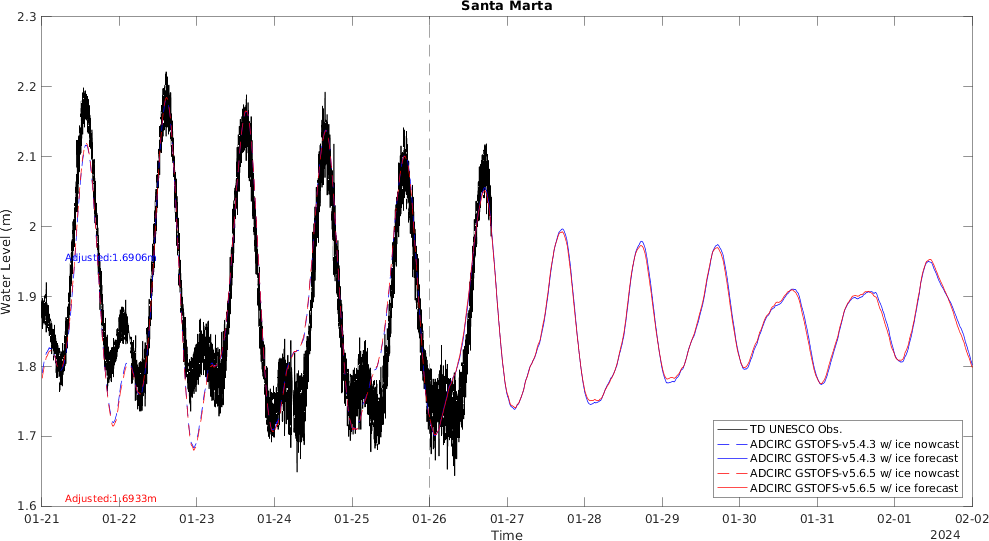 Santa Marta
2.3
2.2
2.1
2
1.9
1.8
1.7
1.6
Water Level (m)
Adjusted:1.6906m
Adjusted:1.6933m
TD UNESCO Obs.
ADCIRC GSTOFS-v5.4.3 w/ ice nowcast
ADCIRC GSTOFS-v5.4.3 w/ ice forecast
ADCIRC GSTOFS-v5.6.5 w/ ice nowcast
ADCIRC GSTOFS-v5.6.5 w/ ice forecast
01-21 01-22 01-23 01-24 01-25 01-26 01-27 01-28 01-29 01-30 01-31 02-01 02-02
Time
2024